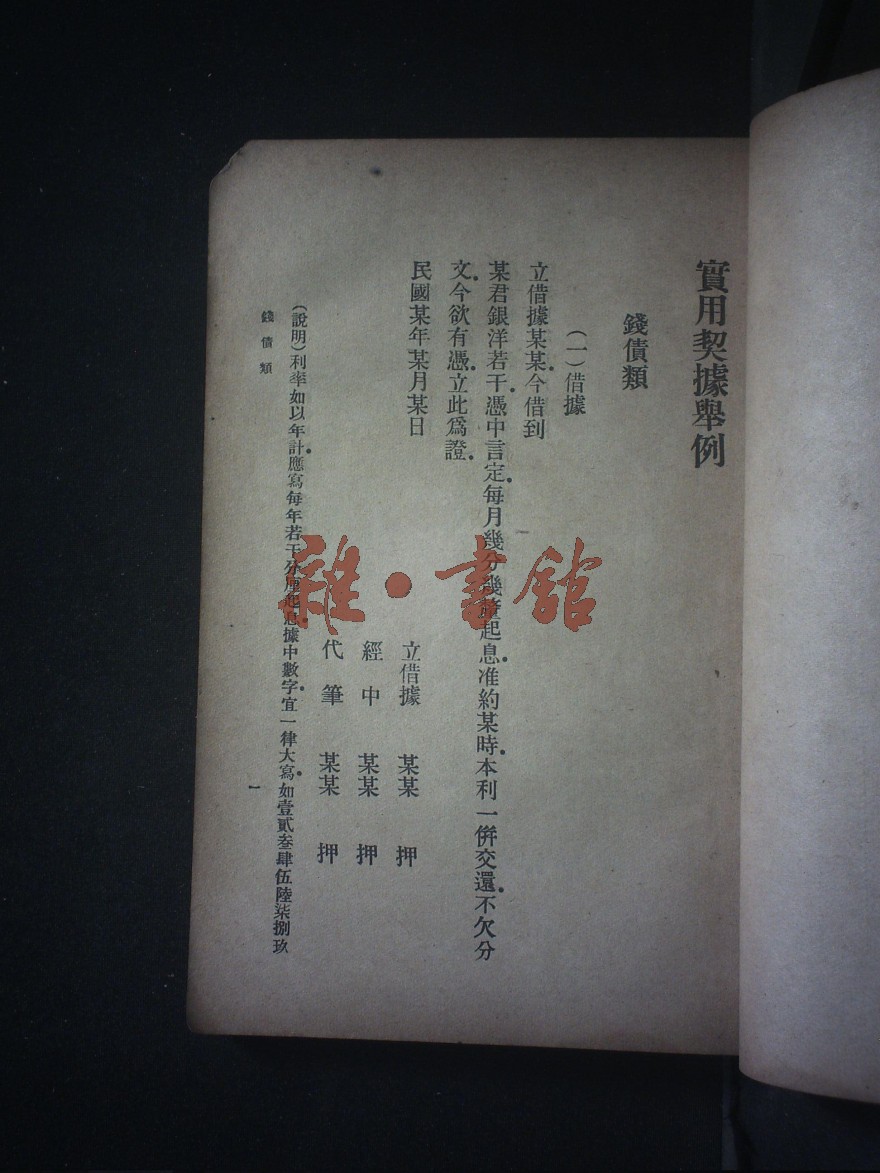 實用契據舉例
錢債類
(一)借據
立借據某某.今借到
某君銀洋若干.憑中言定.每月幾分幾釐起息.准約某時.本利一併交還.不欠分
文.今欲有憑.立此爲證.
民國某年某月某日
立借據 某某 押
經中 某某 押
代筆 某某 押
(說明)利率如以年計.應寫每年若干分厘起息.據中數字.宜一律大寫.如壹貳叁肆伍陸柒捌玖
錢債類
一
雜·書館